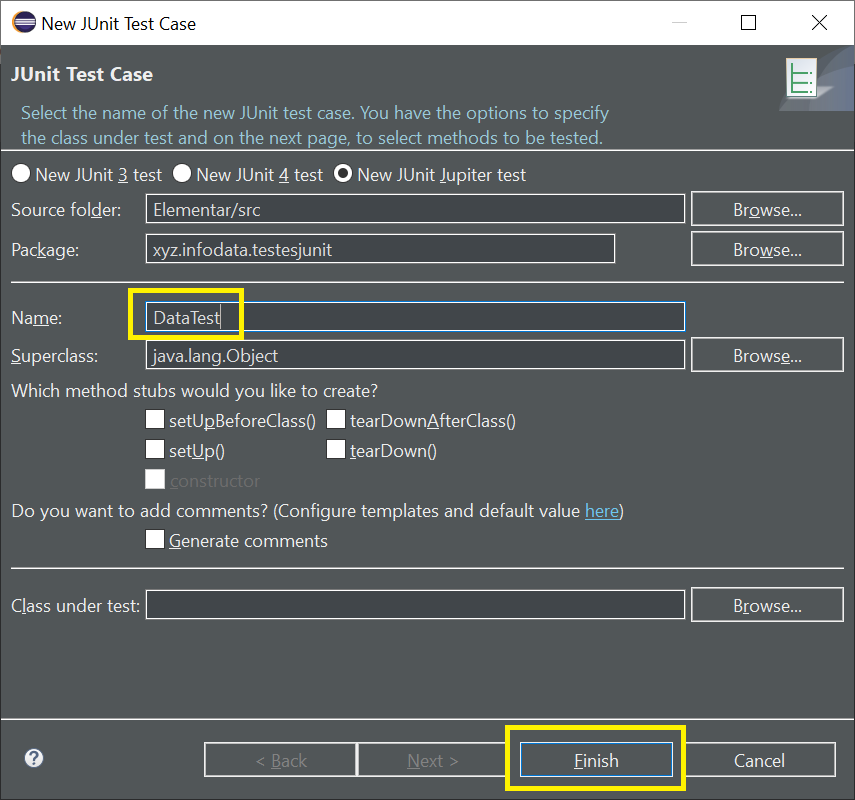 New JUnit Test Case
JUnit Test Case
Select the name of the new JUnit test case. You have the options to specify
the class under test and on the next page, to select methods to be tested.
New JUnit 3 test New JUnit 4 test New JUnit Jupiter test
Source folder: Elementar/src Browse...
Package: xyz.infodata.testesjunit Browse...
Name: DataTest
Superclass: java.lang.Object Browse...
Which method stubs would you like to create?
setUpBeforeClass() tearDownAfterClass()
setUp() tearDown()
constructor
Do you want to add comments? (Configure templates and default value here)
Generate comments
Class under test: Browse...
? < Back Next > Finish Cancel